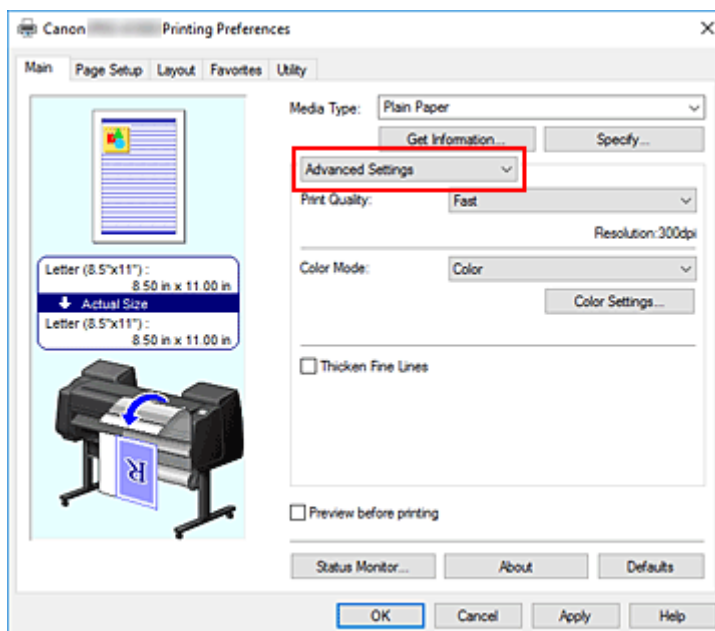 Canon Printing Preferences
Main Page Setup Layout Favorites Utility
Media Type: Plain Paper
Get Information... Specify...
Advanced Settings
Print Quality: Fast
Resolution:300dpi
Letter (8.5"x11") :
8.50 in x 11.00 in
Actual Size
Letter (8.5"x11") :
8.50 in x 11.00 in
Color Mode: Color
Color Settings...
Thicken Fine Lines
R
Preview before printing
Status Monitor... About Defaults
OK Cancel Apply Help